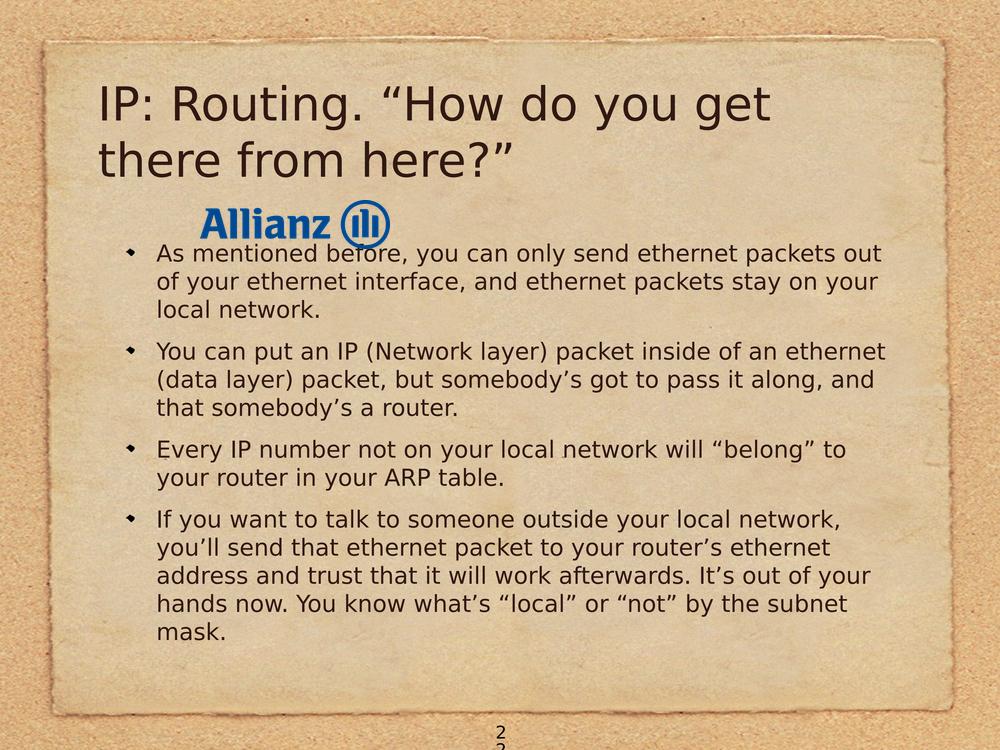 IP: Routing. “How do you get
there from here?”
Allianz
As mentioned before, you can only send ethernet packets out
of your ethernet interface, and ethernet packets stay on your
local network.
You can put an IP (Network layer) packet inside of an ethernet
(data layer) packet, but somebody’s got to pass it along, and
that somebody’s a router.
Every IP number not on your local network will “belong” to
your router in your ARP table.
If you want to talk to someone outside your local network,
you’ll send that ethernet packet to your router’s ethernet
address and trust that it will work afterwards. It’s out of your
hands now. You know what’s “local” or “not” by the subnet
mask.
2
2